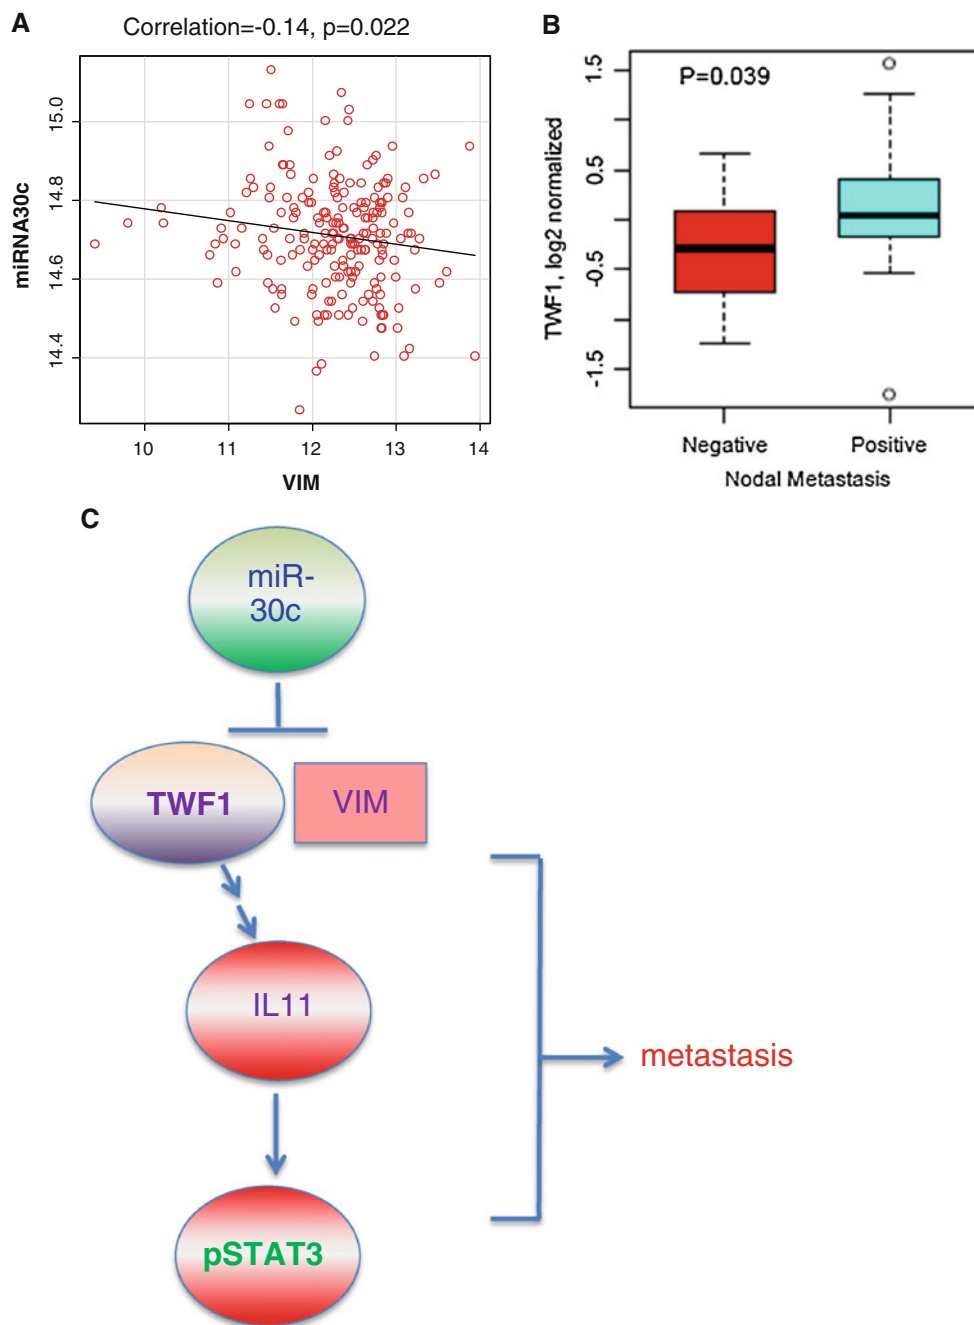 A
Correlation=-0.14, p=0.022
miRNA30c
15.0
14.8
14.6
14.4
10
11
12
13
14
VIM
B
P=0.039
TWF1, log2 normalized
1.5
0.5
-0.5
-1.5
Negative
Positive
Nodal Metastasis
C
miR-
30c
TWF1
VIM
IL11
metastasis
pSTAT3